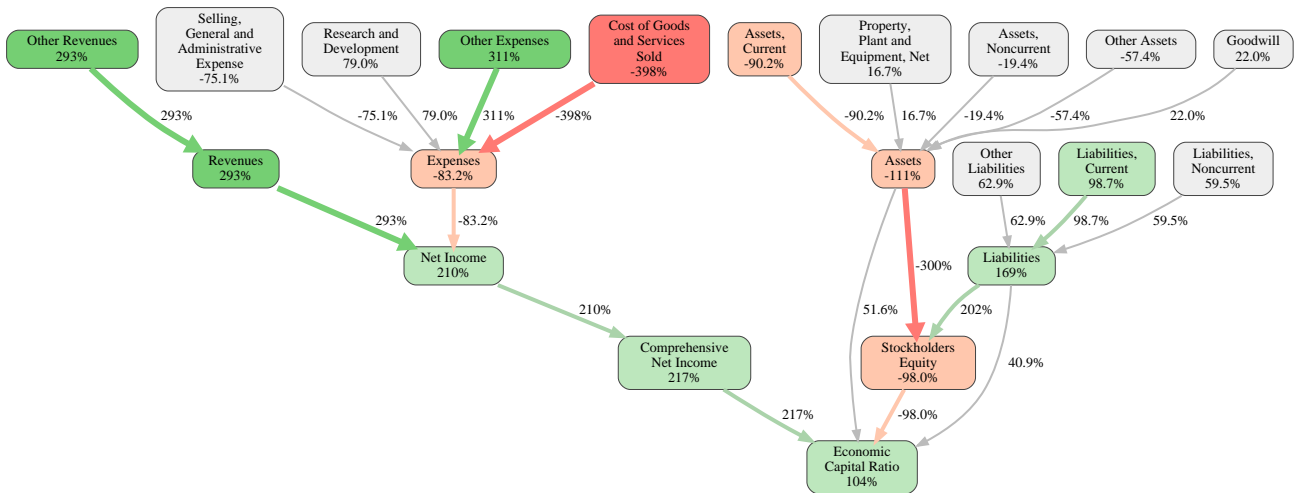 Other Revenues
293%
Selling,
General and
Administrative
Expense
-75.1%
Research and
Development
79.0%
Other Expenses
311%
Cost of Goods
and Services
Sold
-398%
Assets,
Current
-90.2%
Property,
Plant and
Equipment, Net
16.7%
Assets,
Noncurrent
-19.4%
Other Assets
-57.4%
Goodwill
22.0%
293%
-75.1%
79.0%
311%
-398%
-90.2%
16.7%
-19.4%
-57.4%
22.0%
Revenues
293%
Expenses
-83.2%
Assets
-111%
Other
Liabilities
62.9%
Liabilities,
Current
98.7%
Liabilities,
Noncurrent
59.5%
293%
-83.2%
62.9%
98.7%
59.5%
Net Income
210%
-300%
Liabilities
169%
210%
51.6%
202%
40.9%
Comprehensive
Net Income
217%
Stockholders
Equity
-98.0%
217%
-98.0%
Economic
Capital Ratio
104%